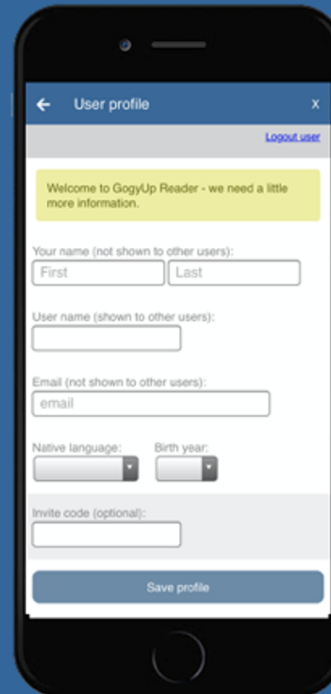 User profile X
Logout user
Welcome to GogyUp Reader - we need a little
more information.
Your name (not shown to other users):
First Last
User name (shown to other users):
Email (not shown to other users):
email
Native language: Birth year:
Invite code (optional):
Save profile